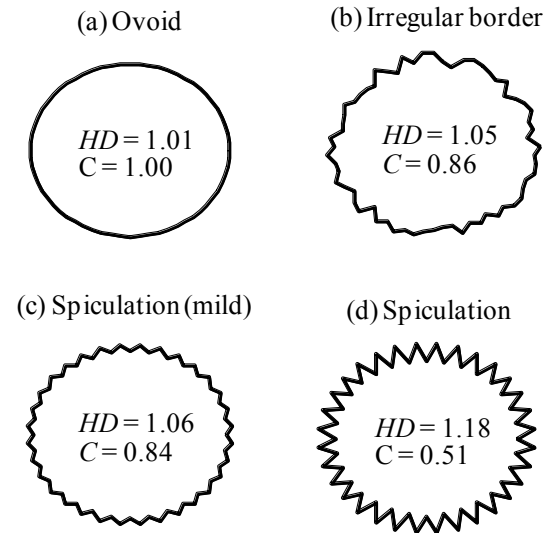 (a) Ovoid
HD = 1.01
C = 1.00
(b) Irregular border
HD = 1.05
C = 0.86
(c) Spiculation (mild)
HD = 1.06
C = 0.84
(d) Spiculation
HD = 1.18
C = 0.51